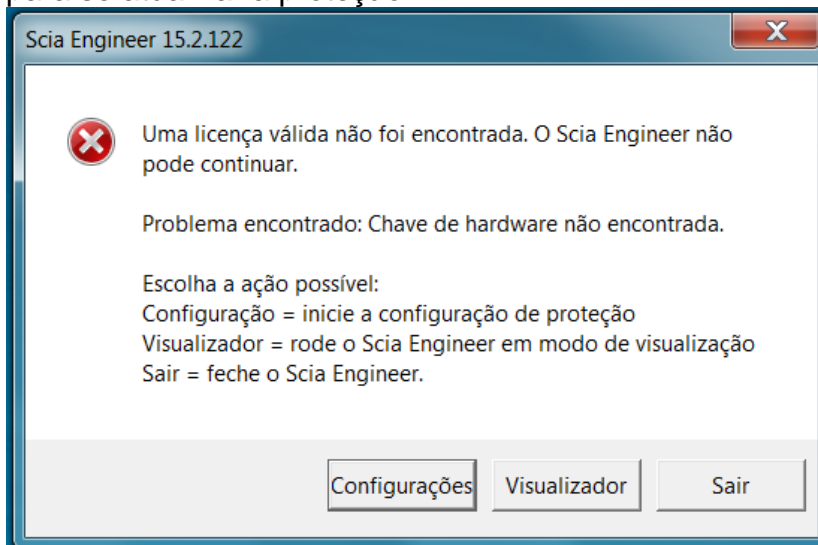 Scia Engineer 15.2.122
Uma licença válida não foi encontrada. O Scia Engineer não
pode continuar.
Problema encontrado: Chave de hardware não encontrada.
Escolha a ação possível:
Configuração = inicie a configuração de proteção
Visualizador = rode o Scia Engineer em modo de visualização
Sair = feche o Scia Engineer.
Configurações Visualizador Sair